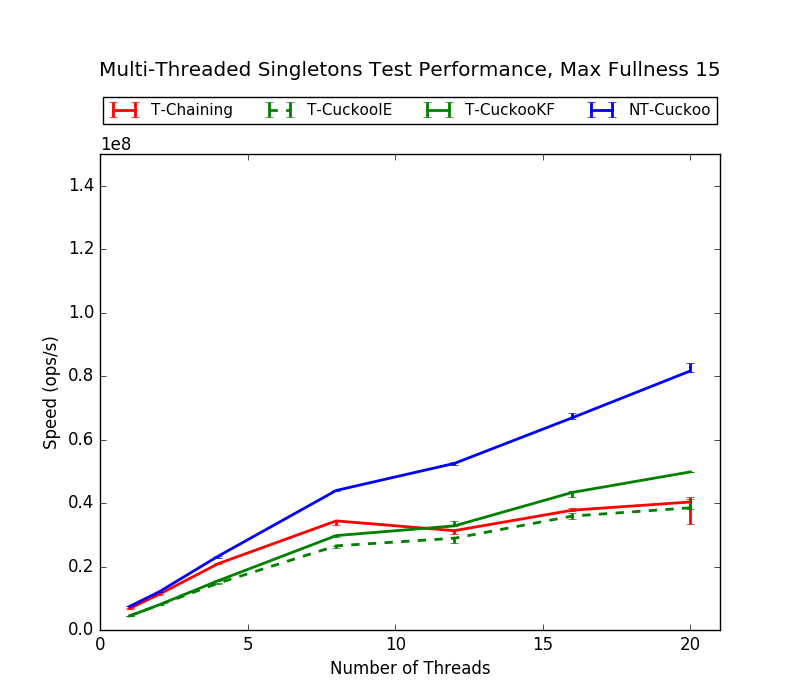 Multi-Threaded Singletons Test Performance, Max Fullness 15
T-Chaining T-CuckooIE T-CuckooKF NT-Cuckoo
1e8
1.4
1.2
1.0
0.8
0.6
0.4
0.2
0.0
Speed (ops/s)
0 5 10 15 20
Number of Threads